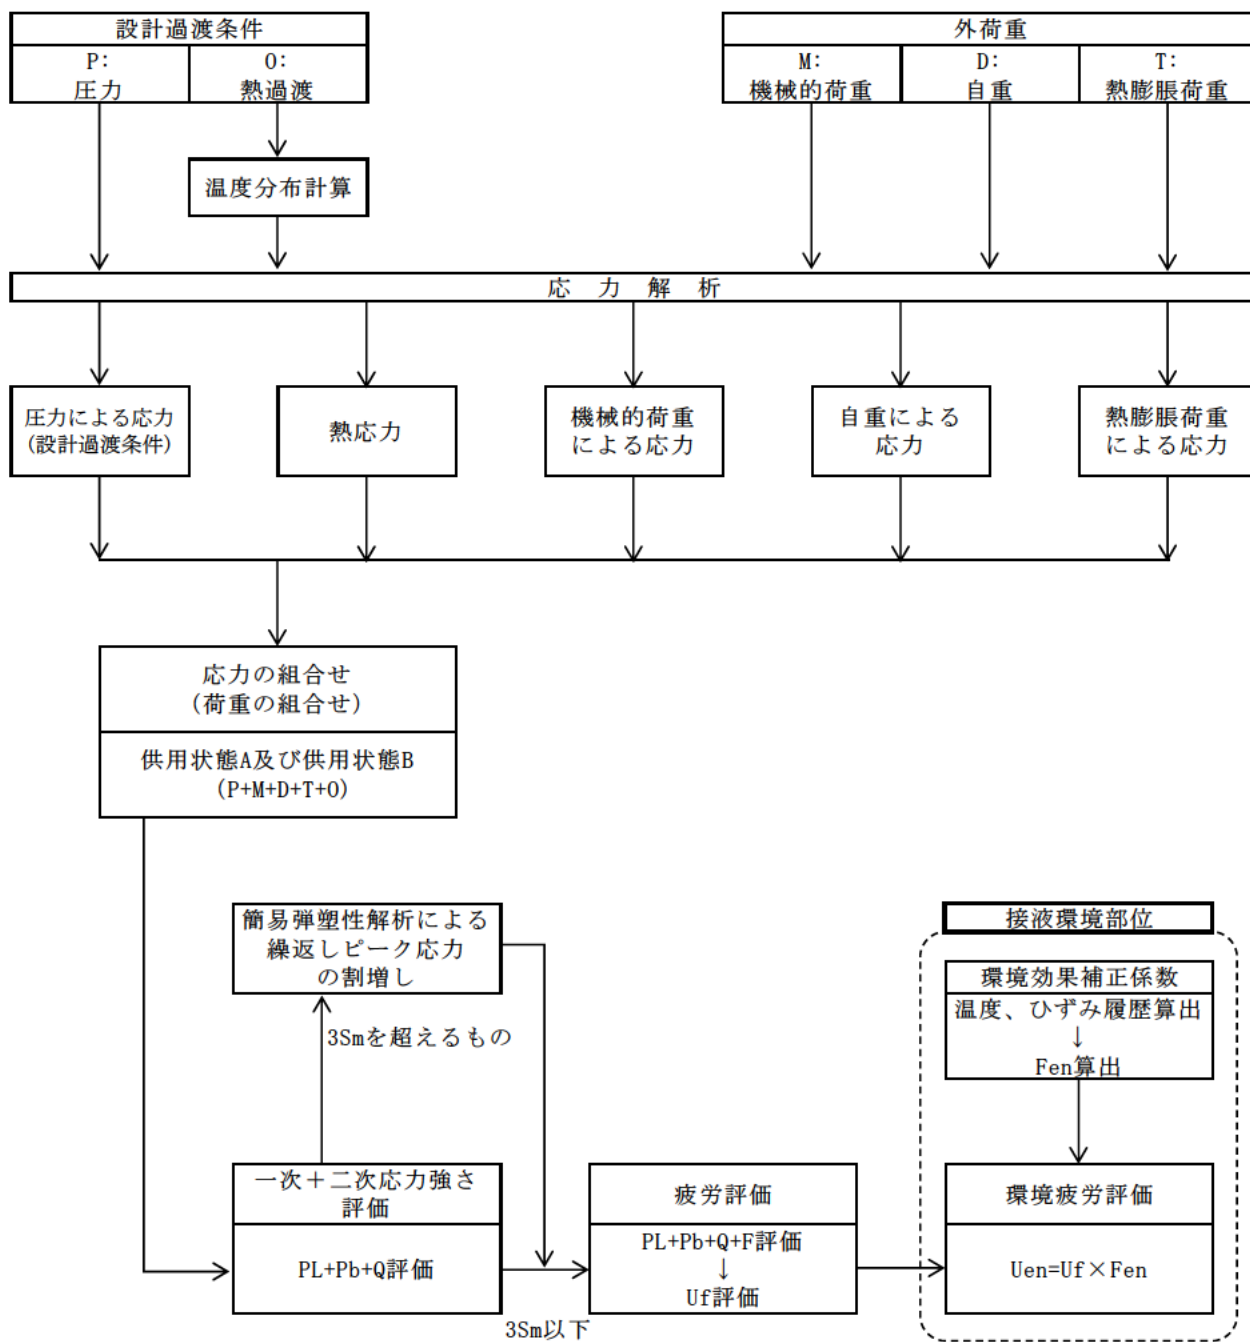 設計過渡条件
P:
圧力
O:
熱過渡
外荷重
M:
機械的荷重
D:
自重
T:
熱膨脹荷重
温度分布計算
応 力 解 析
圧力による応力
(設計過渡条件)
熱応力
機械的荷重
による応力
自重による
応力
熱膨脹荷重
による応力
応力の組合せ
(荷重の組合せ)
供用状態A及び供用状態B
(P+M+D+T+O)
簡易弾塑性解析による
繰返しピーク応力
の割増し
3Smを超えるもの
接液環境部位
環境効果補正係数
温度、ひずみ履歴算出
↓
Fen算出
一次+二次応力強さ
評価
PL+Pb+Q評価
3Sm以下
疲労評価
PL+Pb+Q+F評価
↓
Uf評価
環境疲労評価
Uen=Uf×Fen